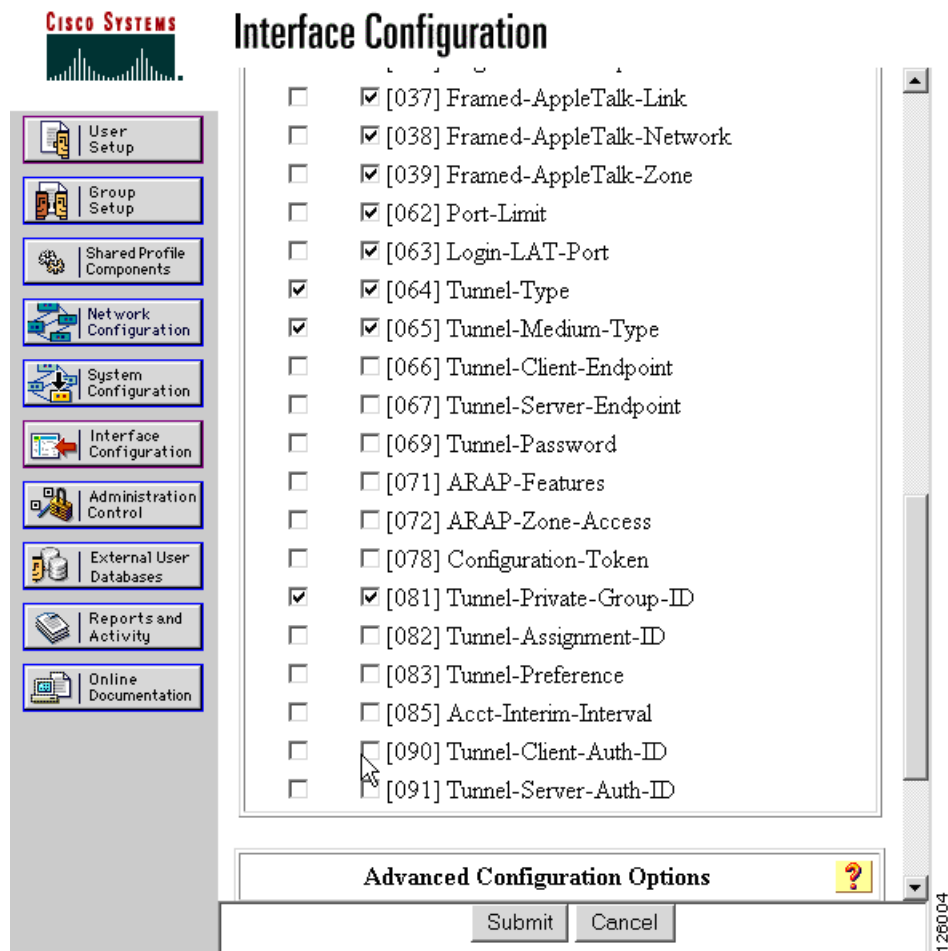 CISCO SYSTEMS
Interface Configuration
User
Setup
Group
Setup
Shared Profile
Components
Network
Configuration
System
Configuration
Interface
Configuration
Administration
Control
External User
Databases
Reports and
Activity
Online
Documentation
[037] Framed-AppleTalk-Link
[038] Framed-AppleTalk-Network
[039] Framed-AppleTalk-Zone
[062] Port-Limit
[063] Login-LAT-Port
[064] Tunnel-Type
[065] Tunnel-Medium-Type
[066] Tunnel-Client-Endpoint
[067] Tunnel-Server-Endpoint
[069] Tunnel-Password
[071] ARAP-Features
[072] ARAP-Zone-Access
[078] Configuration-Token
[081] Tunnel-Private-Group-ID
[082] Tunnel-Assignment-ID
[083] Tunnel-Preference
[085] Acct-Interim-Interval
[090] Tunnel-Client-Auth-ID
[091] Tunnel-Server-Auth-ID
Advanced Configuration Options
?
Submit Cancel
126004